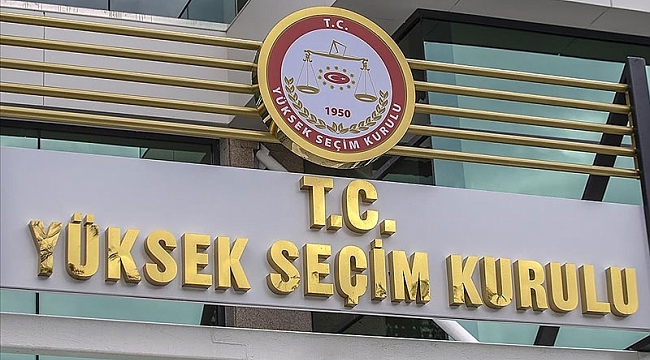 T.C.
1950
YÜKSEK SEÇİM KURULU
T.C.
YÜKSEK SEÇİM KURULU